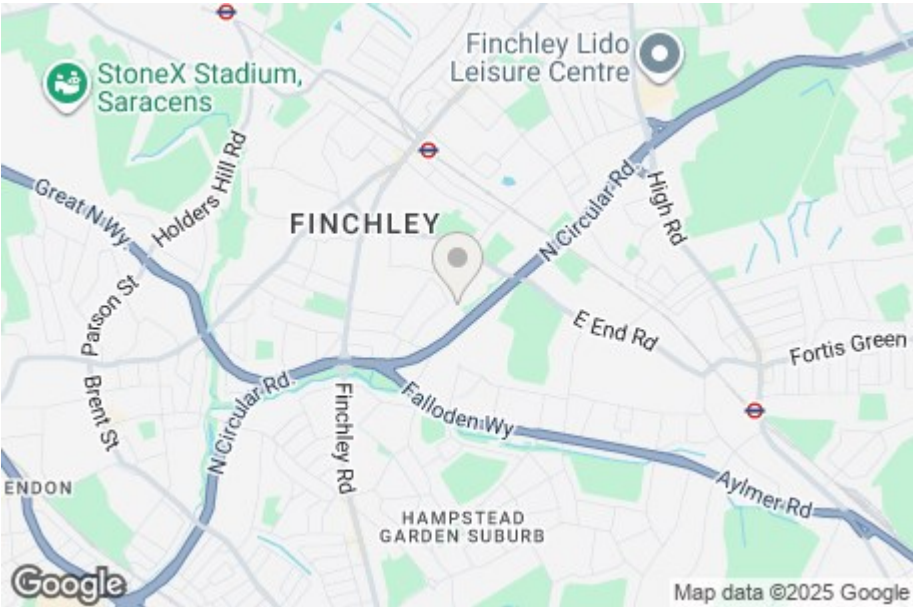 Finchley Lido
Leisure Centre
StoneX Stadium,
Saracens
Holders Hill Rd
Great N Wy.
FINCHLEY
N Circular Rd
High Rd
Parson St
E End Rd
Fortis Green
Brent St
N Circular Rd
Finchley Rd
Falloden Wy
ENDON
Aylmer Rd
HAMPSTEAD
GARDEN SUBURB
Google
Map data ©2025 Google